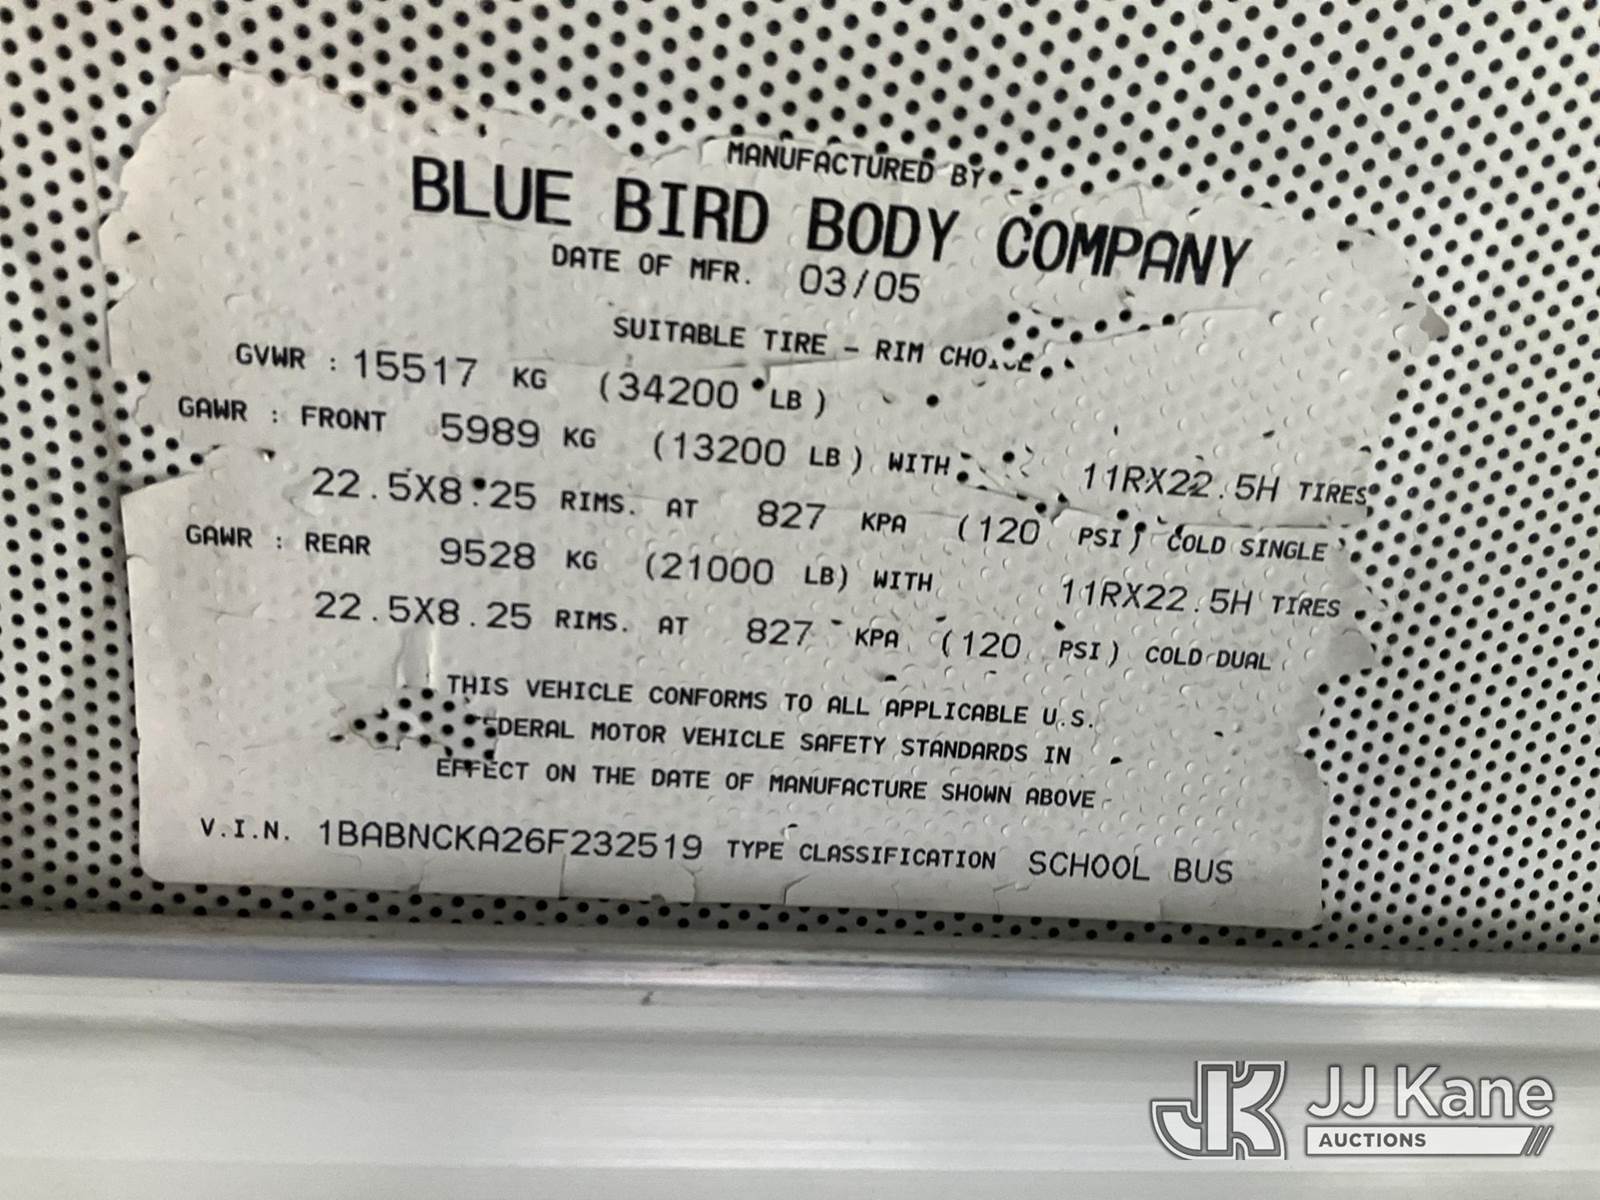 MANUFACTURED BY
BLUE BIRD BODY COMPANY
DATE OF MFR. 03/05
SUITABLE TIRE - RIM CHOICE
GVWR : 15517 KG (34200 LB)
GAWR : FRONT 5989 KG (13200 LB) WITH 11RX22.5H TIRES
22.5X8.25 RIMS. AT 827 KPA (120 PSI) COLD SINGLE
GAWR : REAR 9528 KG (21000 LB) WITH 11RX22.5H TIRES
22.5X8.25 RIMS. AT 827 KPA (120 PSI) COLD DUAL
THIS VEHICLE CONFORMS TO ALL APPLICABLE U.S.
FEDERAL MOTOR VEHICLE SAFETY STANDARDS IN
EFFECT ON THE DATE OF MANUFACTURE SHOWN ABOVE
V.I.N. 1BABNCKA26F232519 TYPE CLASSIFICATION SCHOOL BUS
JK JJ Kane
AUCTIONS